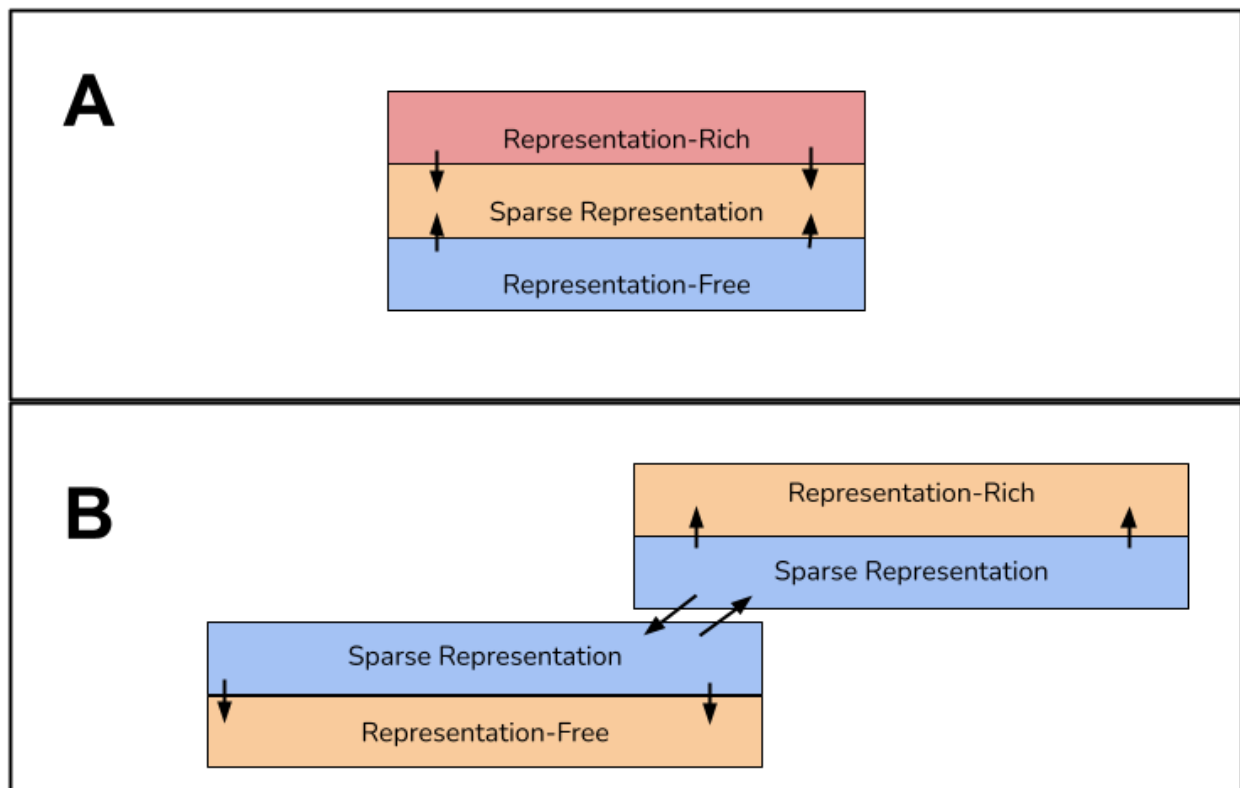 A
Representation-Rich
Sparse Representation
Representation-Free
B
Representation-Rich
Sparse Representation
Sparse Representation
Representation-Free